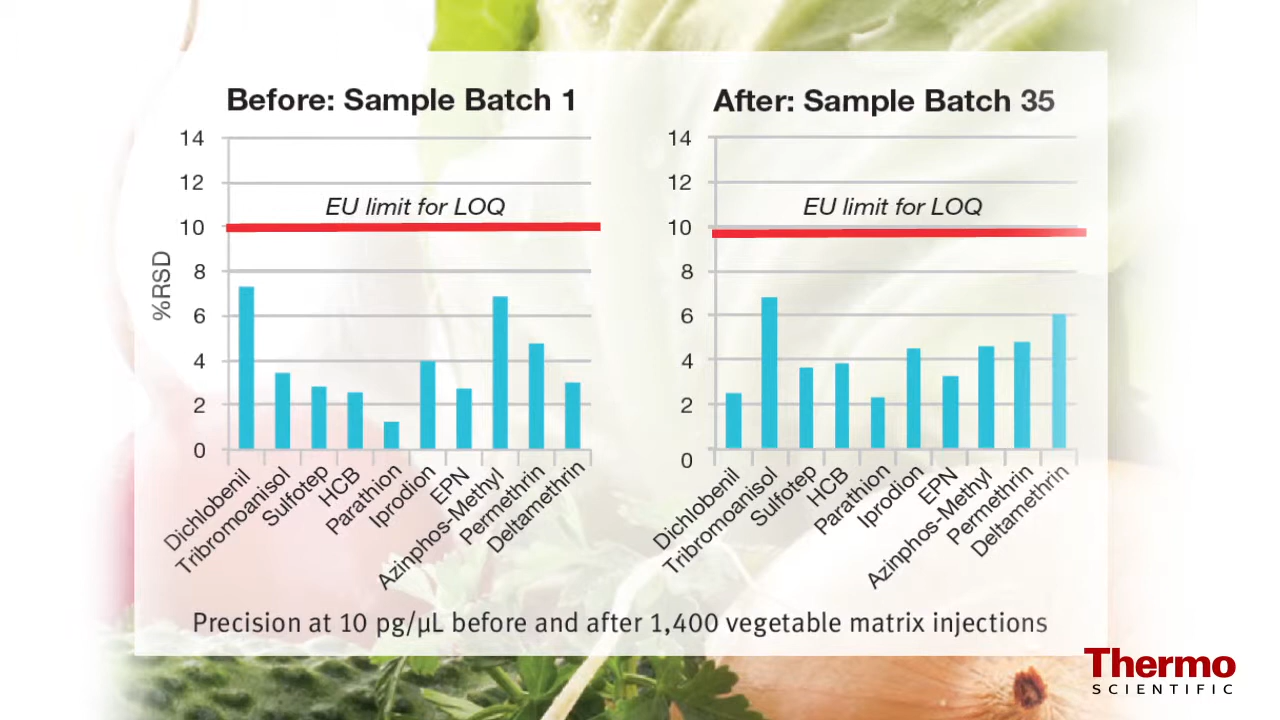 Before: Sample Batch 1
14
12
10
8
6
4
2
0
%RSD
EU limit for LOQ
Dichlobenil
Tribromoanisol
Sulfotep
HCB
Parathion
Iprodion
EPN
Azinphos-Methyl
Permethrin
Deltamethrin
After: Sample Batch 35
14
12
10
8
6
4
2
0
EU limit for LOQ
Dichlobenil
Tribromoanisol
Sulfotep
HCB
Parathion
Iprodion
EPN
Azinphos-Methyl
Permethrin
Deltamethrin
Precision at 10 pg/µL before and after 1,400 vegetable matrix injections
Thermo
SCIENTIFIC